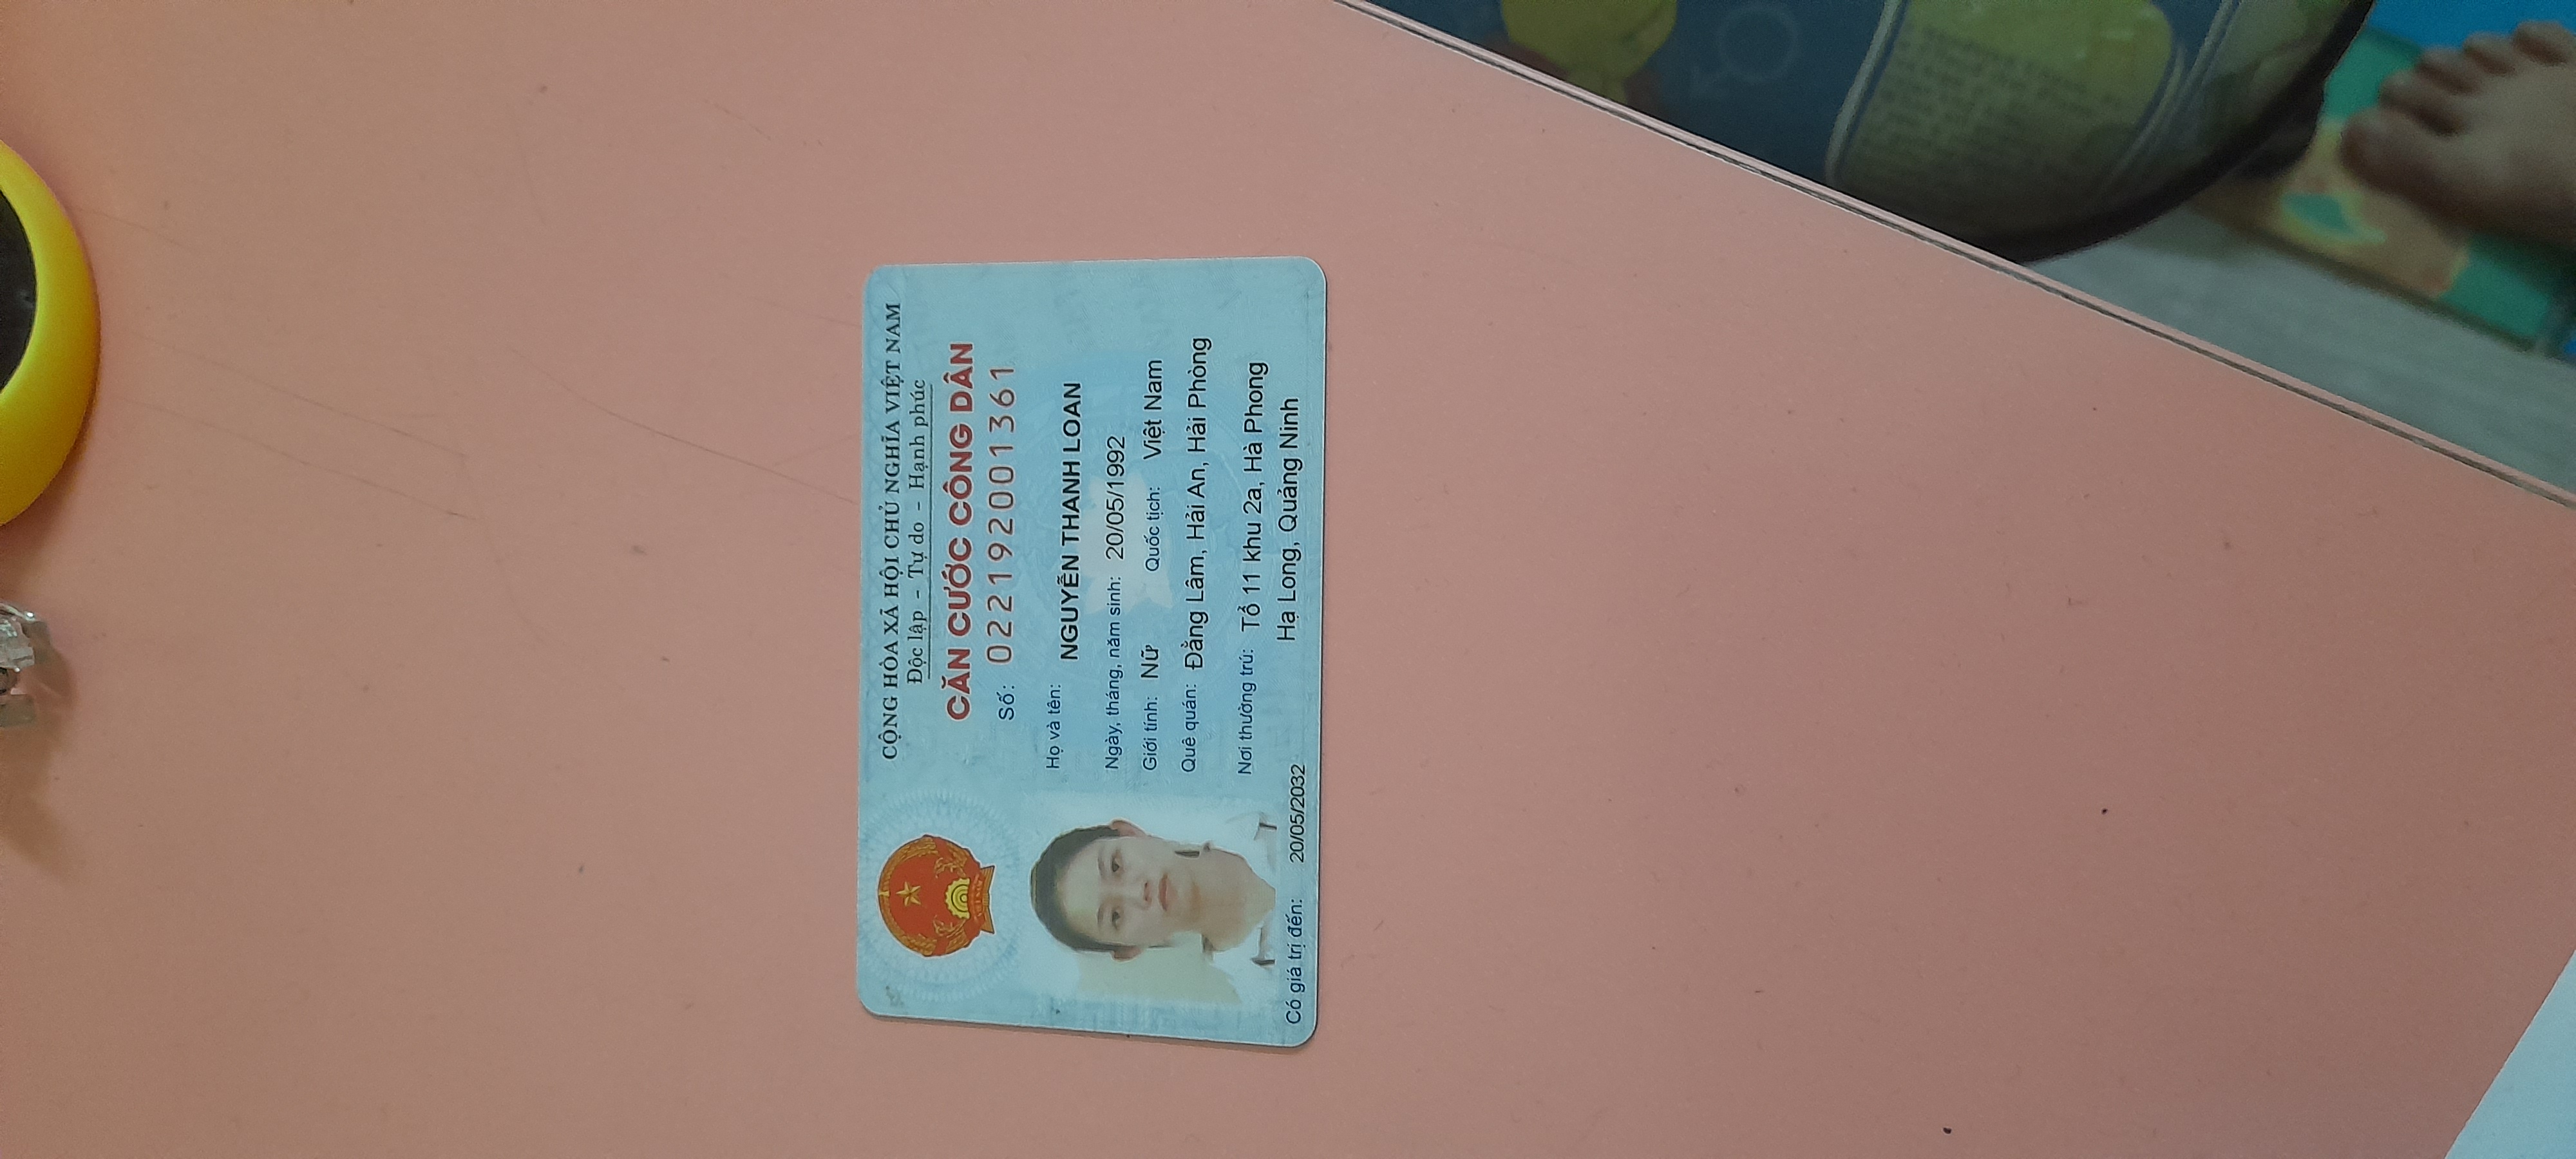 CỘNG HÒA XÃ HỘI CHỦ NGHĨA VIỆT NAM
Độc lập - Tự do - Hạnh phúc
CĂN CƯỚC CÔNG DÂN
Số: 022192001361
Họ và tên: NGUYỄN THANH LOAN
Ngày, tháng, năm sinh: 20/05/1992
Giới tính: Nữ Quốc tịch: Việt Nam
Quê quán: Đằng Lâm, Hải An, Hải Phòng
Nơi thường trú: Tổ 11 khu 2a, Hà Phong
Hạ Long, Quảng Ninh
Có giá trị đến: 20/05/2032